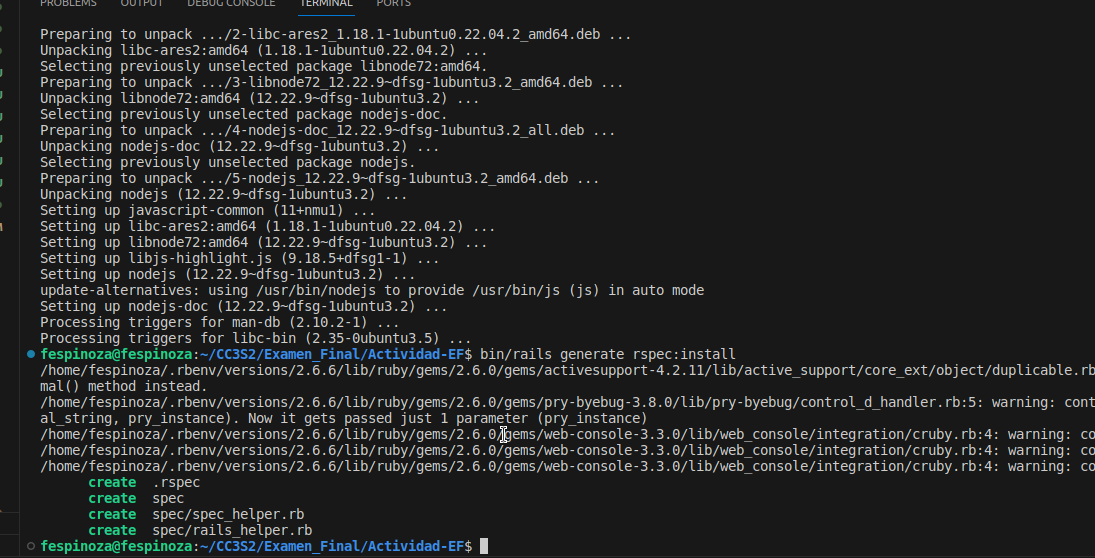 PROBLEMS OUTPUT DEBUG CONSOLE TERMINAL PORTS
Preparing to unpack .../2-libc-ares2_1.18.1-1ubuntu0.22.04.2_amd64.deb ...
Unpacking libc-ares2:amd64 (1.18.1-1ubuntu0.22.04.2) ...
Selecting previously unselected package libnode72:amd64.
Preparing to unpack .../3-libnode72_12.22.9~dfsg-1ubuntu3.2_amd64.deb ...
Unpacking libnode72:amd64 (12.22.9~dfsg-1ubuntu3.2) ...
Selecting previously unselected package nodejs-doc.
Preparing to unpack .../4-nodejs-doc_12.22.9~dfsg-1ubuntu3.2_all.deb ...
Unpacking nodejs-doc (12.22.9~dfsg-1ubuntu3.2) ...
Selecting previously unselected package nodejs.
Preparing to unpack .../5-nodejs_12.22.9~dfsg-1ubuntu3.2_amd64.deb ...
Unpacking nodejs (12.22.9~dfsg-1ubuntu3.2) ...
Setting up javascript-common (11+nmu1) ...
Setting up libc-ares2:amd64 (1.18.1-1ubuntu0.22.04.2) ...
Setting up libnode72:amd64 (12.22.9~dfsg-1ubuntu3.2) ...
Setting up libjs-highlight.js (9.18.5+dfsg1-1) ...
Setting up nodejs (12.22.9~dfsg-1ubuntu3.2) ...
update-alternatives: using /usr/bin/nodejs to provide /usr/bin/js (js) in auto mode
Setting up nodejs-doc (12.22.9~dfsg-1ubuntu3.2) ...
Processing triggers for man-db (2.10.2-1) ...
Processing triggers for libc-bin (2.35-0ubuntu3.5) ...
fespinoza@fespinoza:~/CC3S2/Examen_Final/Actividad-EF$ bin/rails generate rspec:install
/home/fespinoza/.rbenv/versions/2.6.6/lib/ruby/gems/2.6.0/gems/activesupport-4.2.11/lib/active_support/core_ext/object/duplicable.rb
mal() method instead.
/home/fespinoza/.rbenv/versions/2.6.6/lib/ruby/gems/2.6.0/gems/pry-byebug-3.8.0/lib/pry-byebug/control_d_handler.rb:5: warning: cont
al_string, pry_instance). Now it gets passed just 1 parameter (pry_instance)
/home/fespinoza/.rbenv/versions/2.6.6/lib/ruby/gems/2.6.0/gems/web-console-3.3.0/lib/web_console/integration/cruby.rb:4: warning: co
/home/fespinoza/.rbenv/versions/2.6.6/lib/ruby/gems/2.6.0/gems/web-console-3.3.0/lib/web_console/integration/cruby.rb:4: warning: co
/home/fespinoza/.rbenv/versions/2.6.6/lib/ruby/gems/2.6.0/gems/web-console-3.3.0/lib/web_console/integration/cruby.rb:4: warning: co
create .rspec
create spec
create spec/spec_helper.rb
create spec/rails_helper.rb
fespinoza@fespinoza:~/CC3S2/Examen_Final/Actividad-EF$